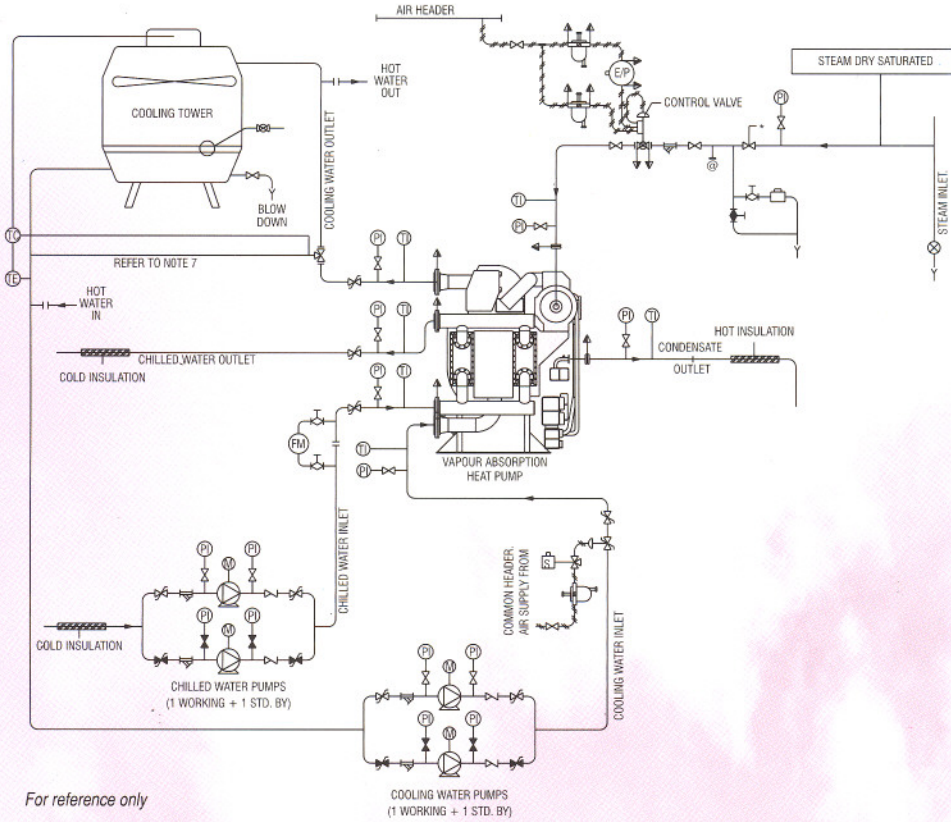 AIR HEADER
STEAM DRY SATURATED
HOT
WATER
OUT
E/P
CONTROL VALVE
PI
COOLING TOWER
COOLING WATER OUTLET
@
BLOW
DOWN
STEAM INLET.
TI
PI
TC
REFER TO NOTE 7
PI
TI
TE
HOT
WATER
IN
PI
TI
PI
TI
HOT INSULATION
CHILLED WATER OUTLET
CONDENSATE
OUTLET
COLD INSULATION
PI
TI
FM
TI
VAPOUR ABSORPTION
HEAT PUMP
PI
CHILLED WATER INLET
PI
M
PI
S
COMMON HEADER.
AIR SUPPLY FROM
PI
M
PI
COLD INSULATION
COOLING WATER INLET
CHILLED WATER PUMPS
(1 WORKING + 1 STD. BY)
PI
M
PI
PI
M
PI
COOLING WATER PUMPS
(1 WORKING + 1 STD. BY)
For reference only